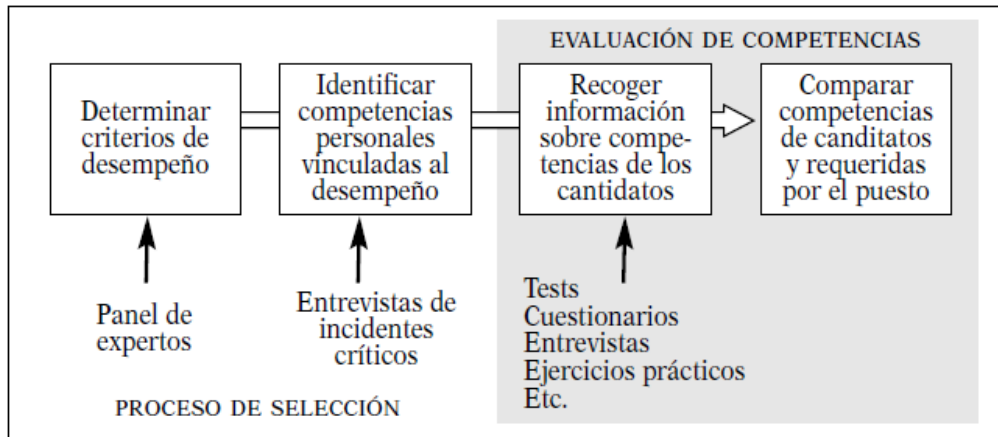 EVALUACIÓN DE COMPETENCIAS
Determinar
criterios de
desempeño
Identificar
competencias
personales
vinculadas al
desempeño
Recoger
información
sobre compe-
tencias de los
cantidatos
Comparar
competencias
de canditatos
y requeridas
por el puesto
Panel de
expertos
Entrevistas de
incidentes
críticos
Tests
Cuestionarios
Entrevistas
Ejercicios prácticos
Etc.
PROCESO DE SELECCIÓN